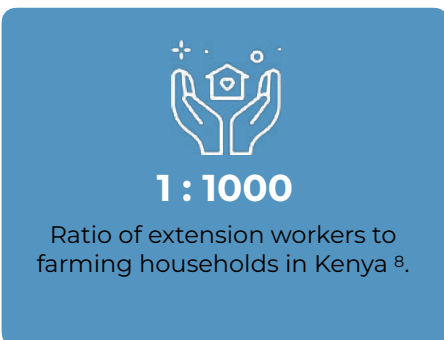 1 : 1000
Ratio of extension workers to
farming households in Kenya ⁸.